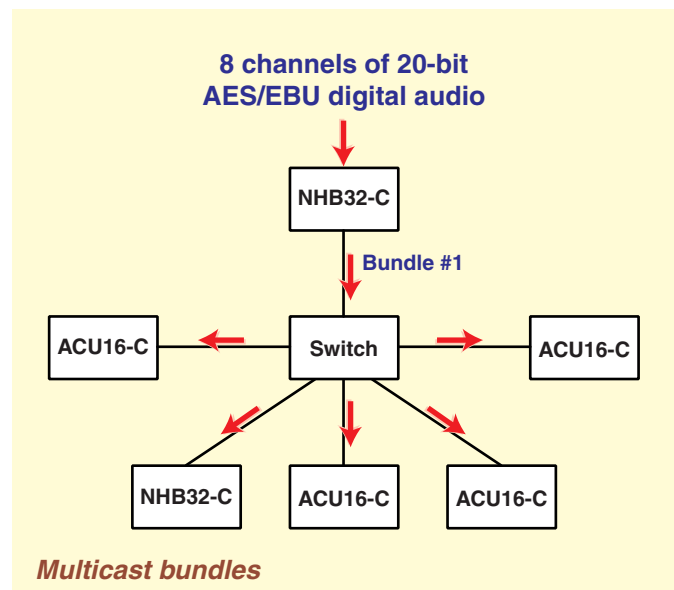 8 channels of 20-bit
AES/EBU digital audio
NHB32-C
Bundle #1
ACU16-C
Switch
ACU16-C
NHB32-C
ACU16-C
ACU16-C
Multicast bundles